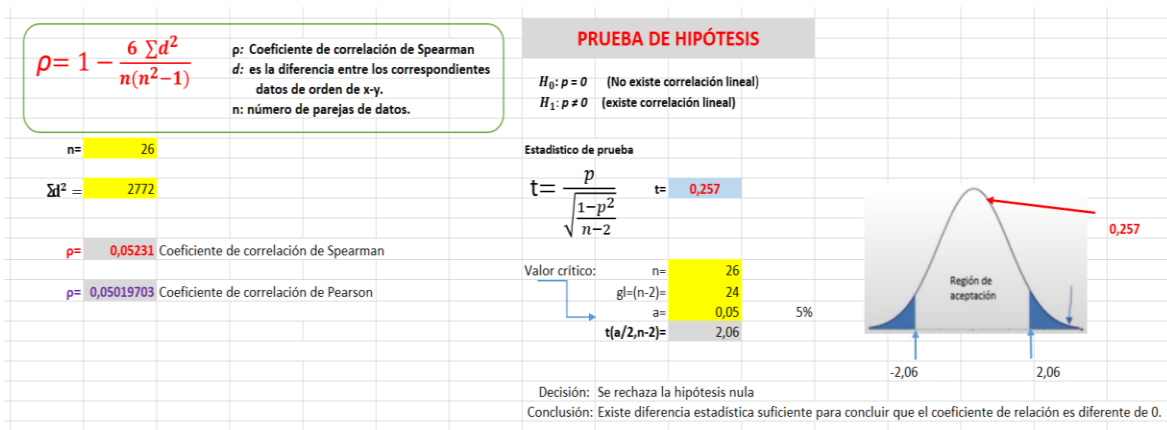 ρ= 1 − 6 ∑d² / n(n²−1)
ρ: Coeficiente de correlación de Spearman
d: es la diferencia entre los correspondientes
datos de orden de x-y.
n: número de parejas de datos.
n= 26
∑d² = 2772
ρ= 0,05231 Coeficiente de correlación de Spearman
ρ= 0,05019703 Coeficiente de correlación de Pearson
PRUEBA DE HIPÓTESIS
H₀: p = 0 (No existe correlación lineal)
H₁: p ≠ 0 (existe correlación lineal)
Estadistico de prueba
t= p / √((1−p²)/(n−2))
t= 0,257
Valor crítico: n= 26
gl=(n-2)= 24
a= 0,05 5%
t(a/2,n-2)= 2,06
0,257
Región de
aceptación
-2,06 2,06
Decisión: Se rechaza la hipótesis nula
Conclusión: Existe diferencia estadística suficiente para concluir que el coeficiente de relación es diferente de 0.